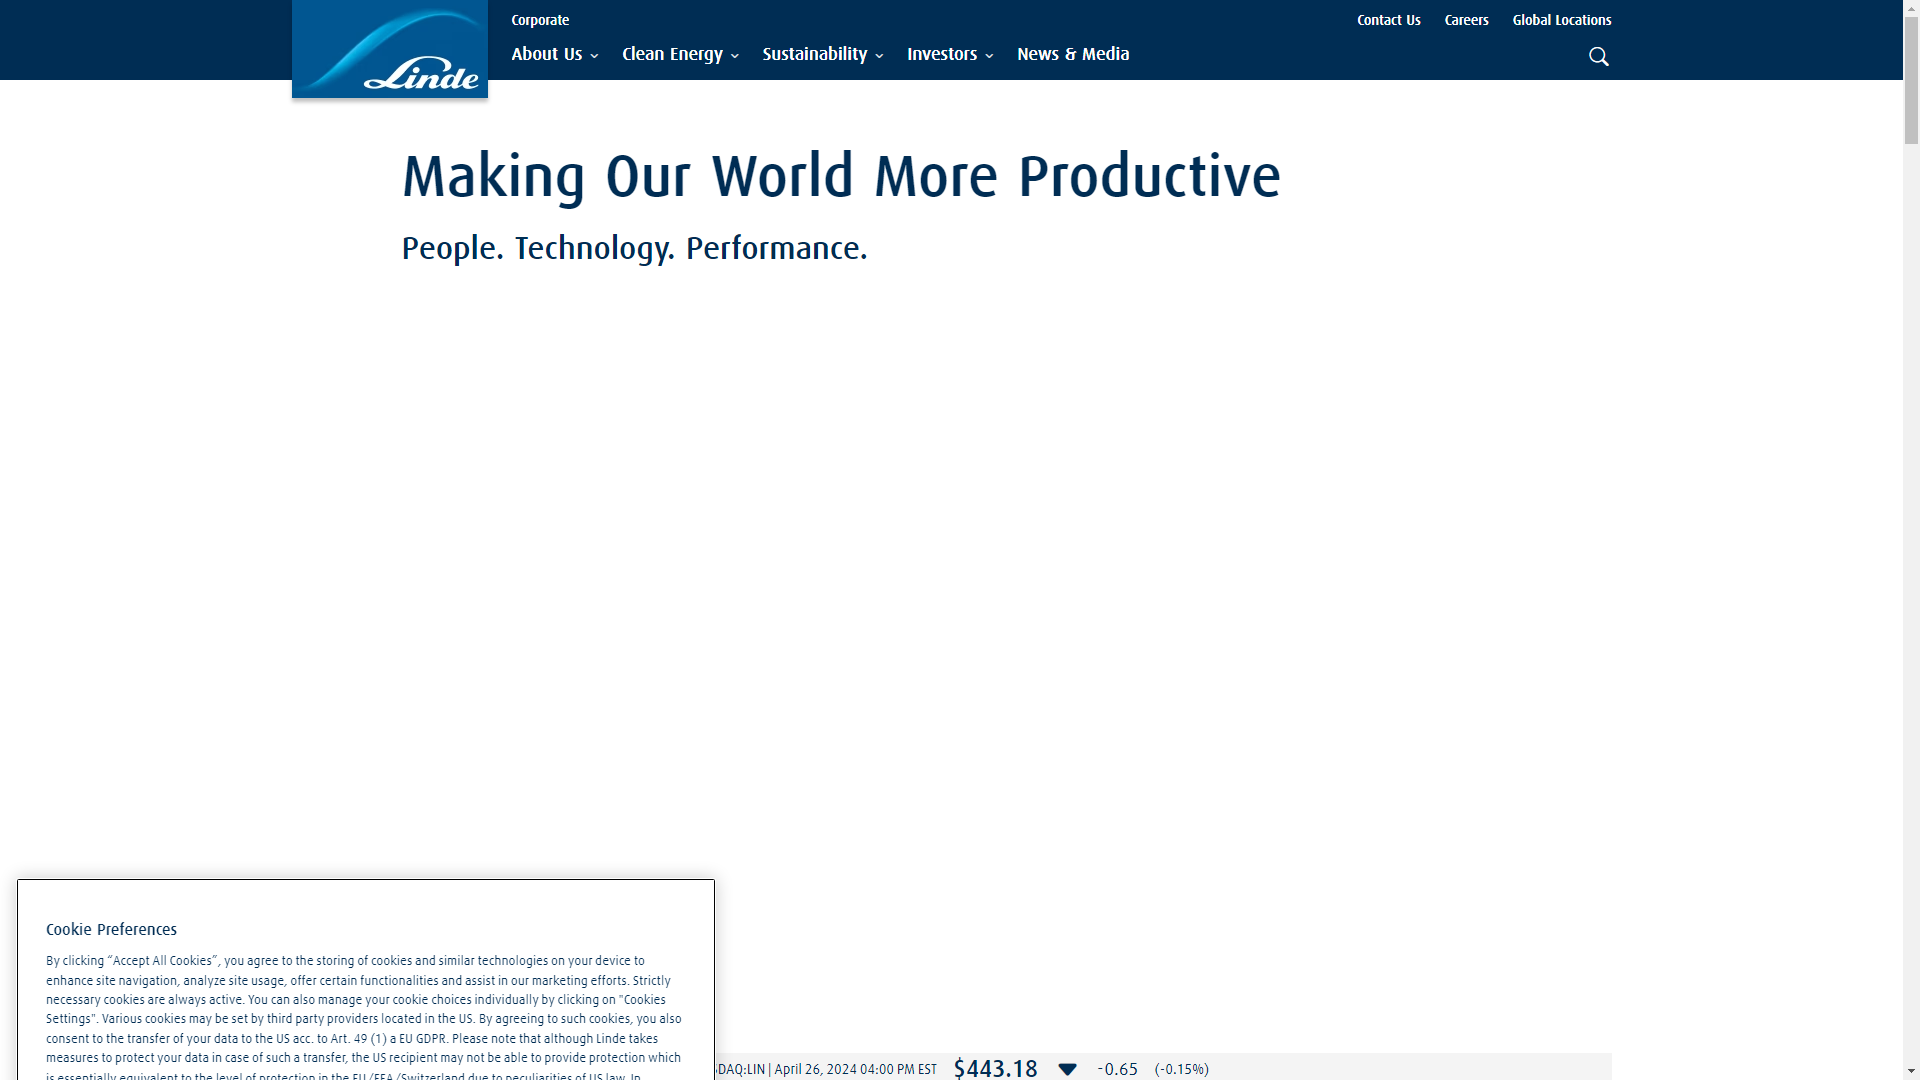 Corporate
Contact Us Careers Global Locations
Linde
About Us Clean Energy Sustainability Investors News & Media
Making Our World More Productive
People. Technology. Performance.
Cookie Preferences
By clicking “Accept All Cookies”, you agree to the storing of cookies and similar technologies on your device to
enhance site navigation, analyze site usage, offer certain functionalities and assist in our marketing efforts. Strictly
necessary cookies are always active. You can also manage your cookie choices individually by clicking on "Cookies
Settings". Various cookies may be set by third party providers located in the US. By agreeing to such cookies, you also
consent to the transfer of your data to the US acc. to Art. 49 (1) a EU GDPR. Please note that although Linde takes
measures to protect your data in case of such a transfer, the US recipient may not be able to provide protection which
is essentially equivalent to the level of protection in the EU/EEA/Switzerland due to peculiarities of US law. In
DAQ:LIN | April 26, 2024 04:00 PM EST $443.18 -0.65 (-0.15%)